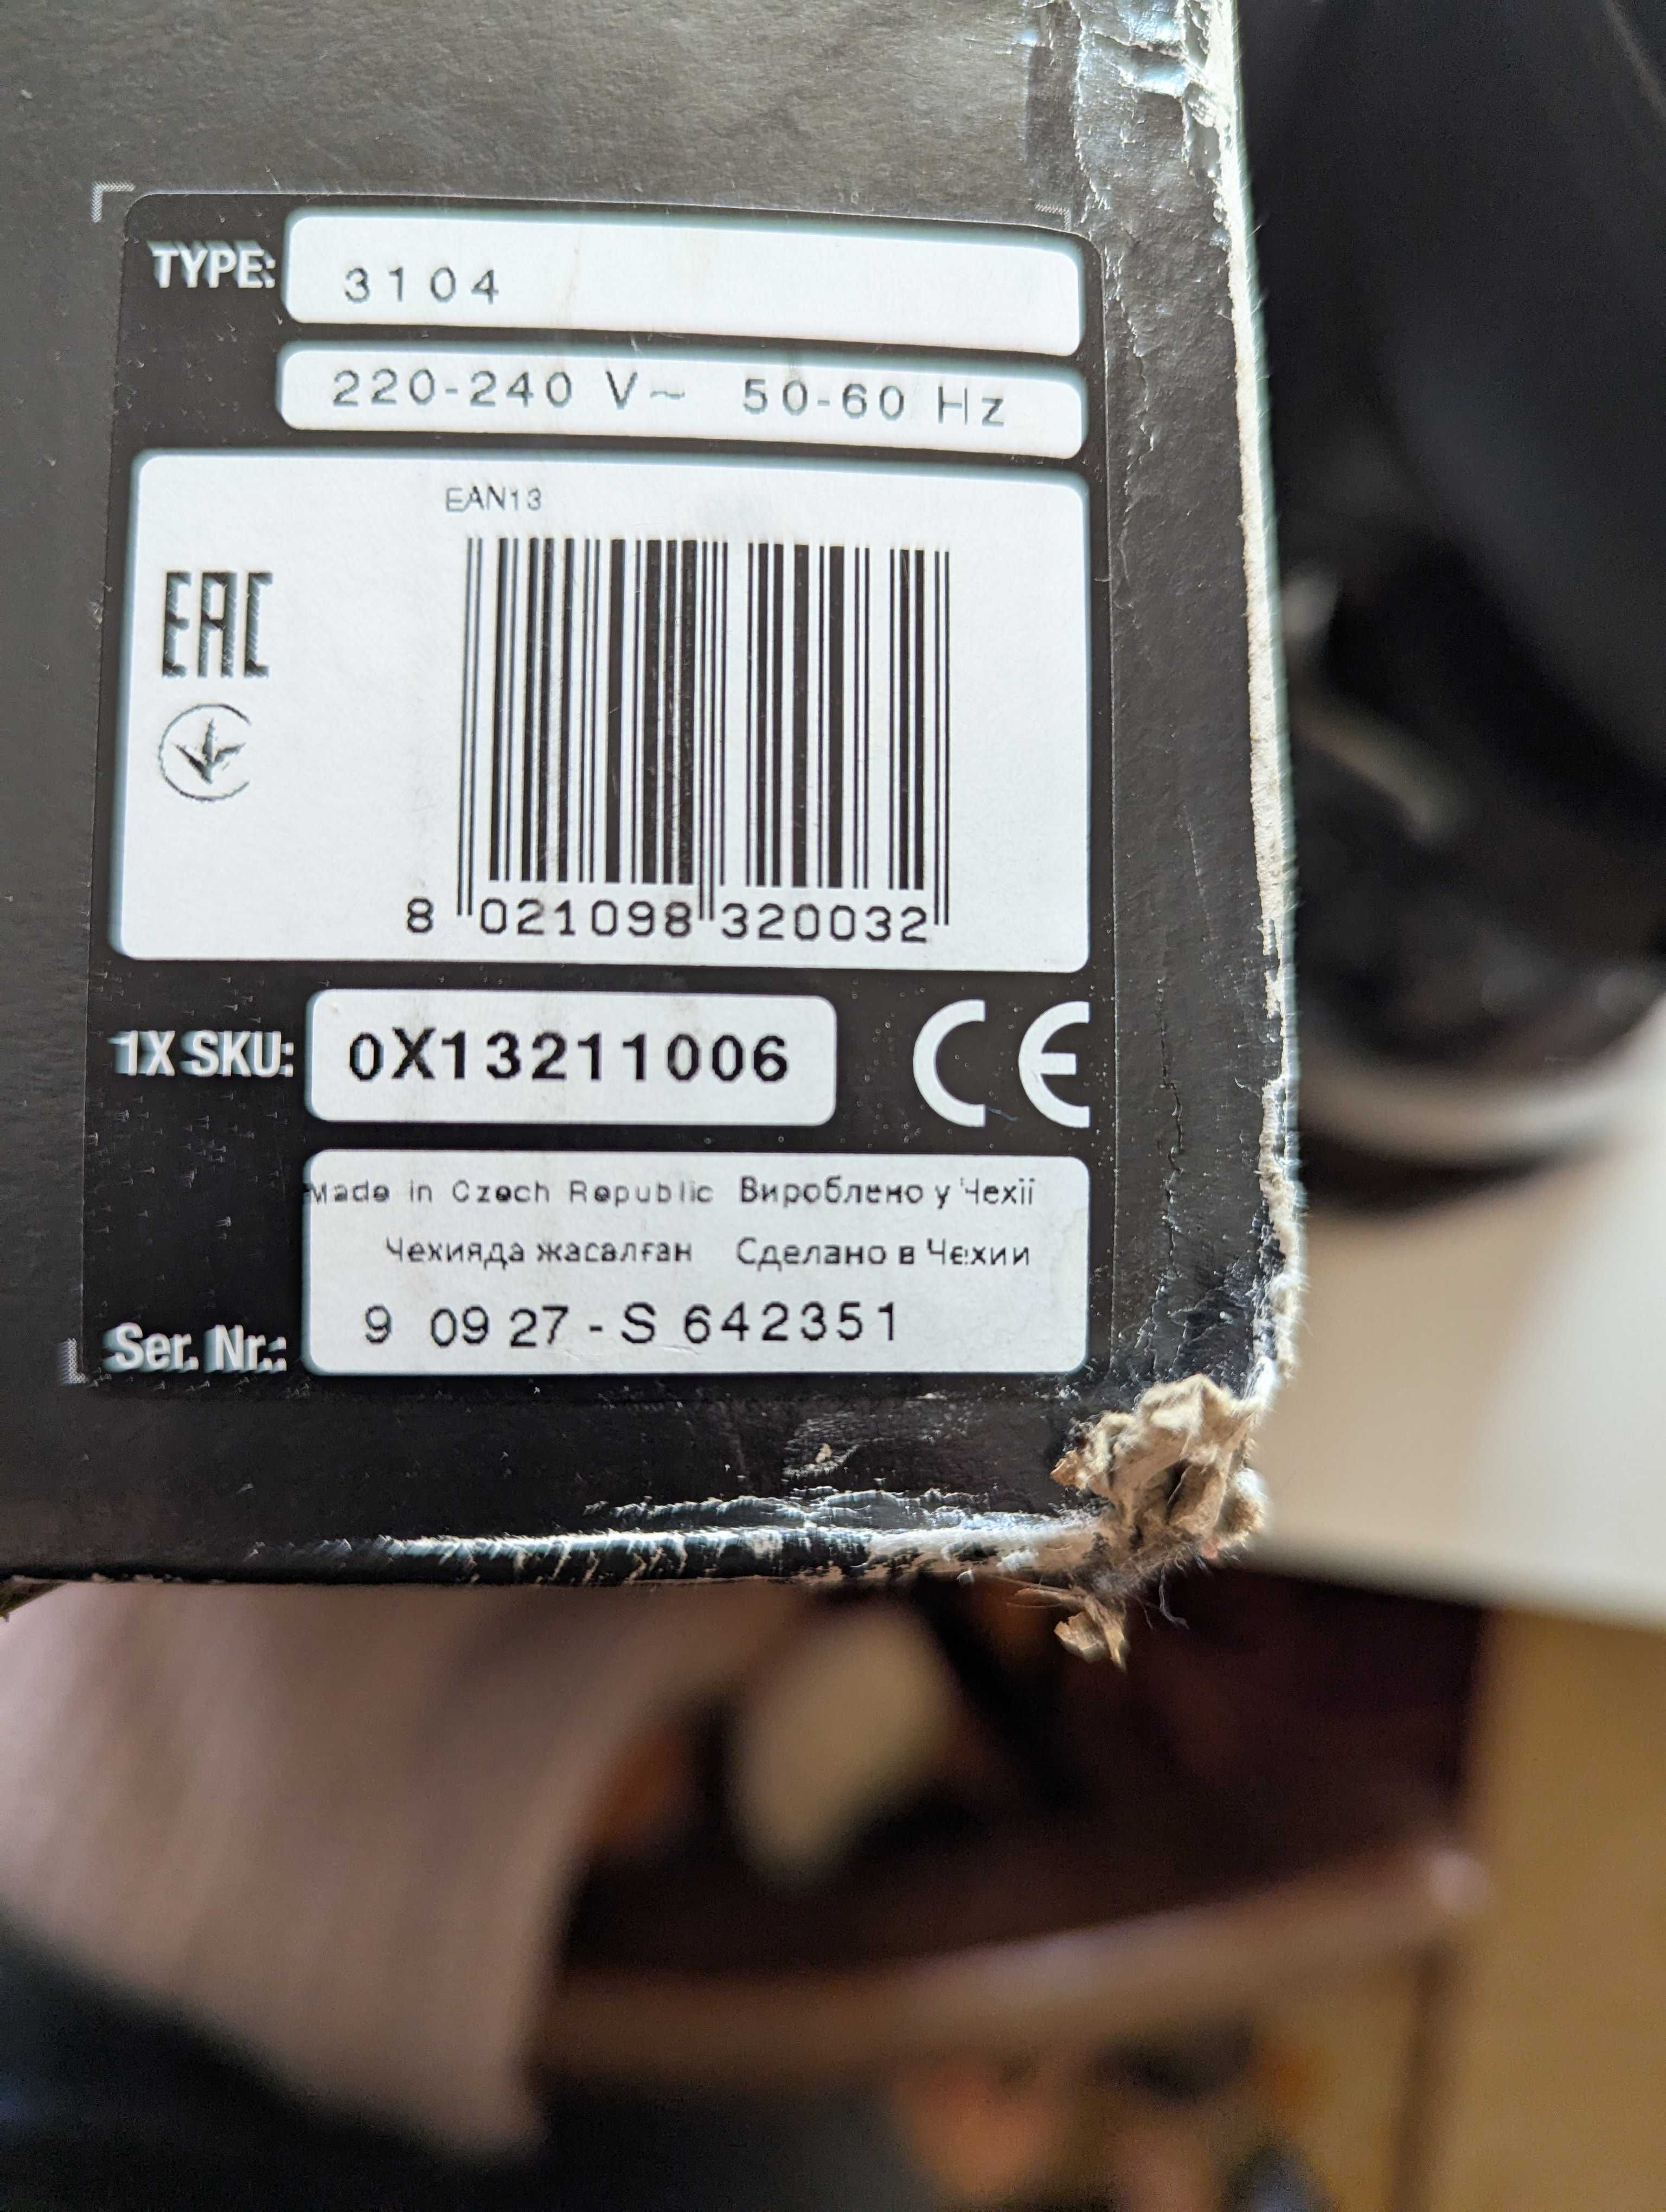 TYPE: 3104
220-240 V~ 50-60 Hz
EAN13
EAC
8 021098 320032
1X SKU: 0X13211006 CE
Made in Czech Republic Вироблено у Чехії
Чехияда жасалған Сделано в Чехии
Ser. Nr.: 9 09 27 - S 642351